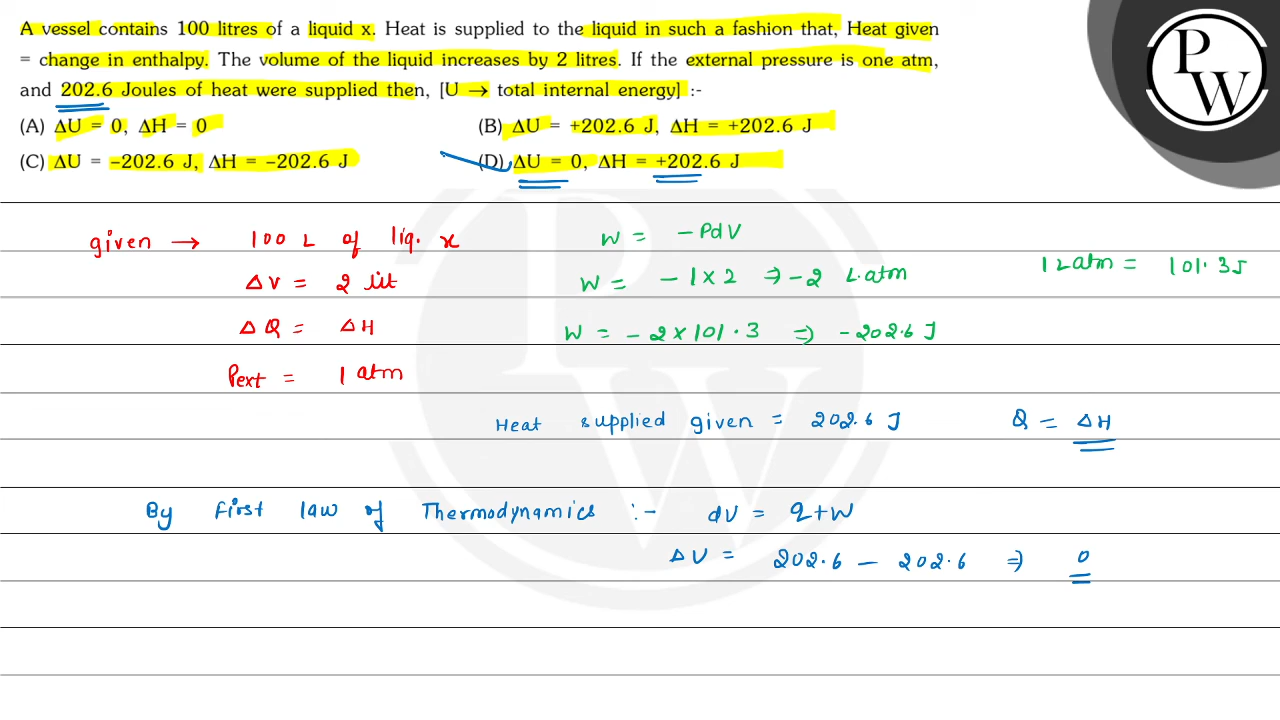 A vessel contains 100 litres of a liquid x. Heat is supplied to the liquid in such a fashion that, Heat given
= change in enthalpy. The volume of the liquid increases by 2 litres. If the external pressure is one atm,
and 202.6 Joules of heat were supplied then, [U → total internal energy] :-
(A) ΔU = 0, ΔH = 0 (B) ΔU = +202.6 J, ΔH = +202.6 J
(C) ΔU = –202.6 J, ΔH = –202.6 J (D) ΔU = 0, ΔH = +202.6 J
PW
given → 100 L of liq. x W = - PdV
ΔV = 2 lit W = - 1 × 2 ⇒ -2 L.atm 1 L atm = 101.3 J
ΔQ = ΔH W = - 2 × 101.3 ⇒ - 202.6 J
Pext = 1 atm
Heat supplied given = 202.6 J Q = ΔH
By first law of Thermodynamics :- dU = q + W
ΔU = 202.6 - 202.6 ⇒ 0
PW